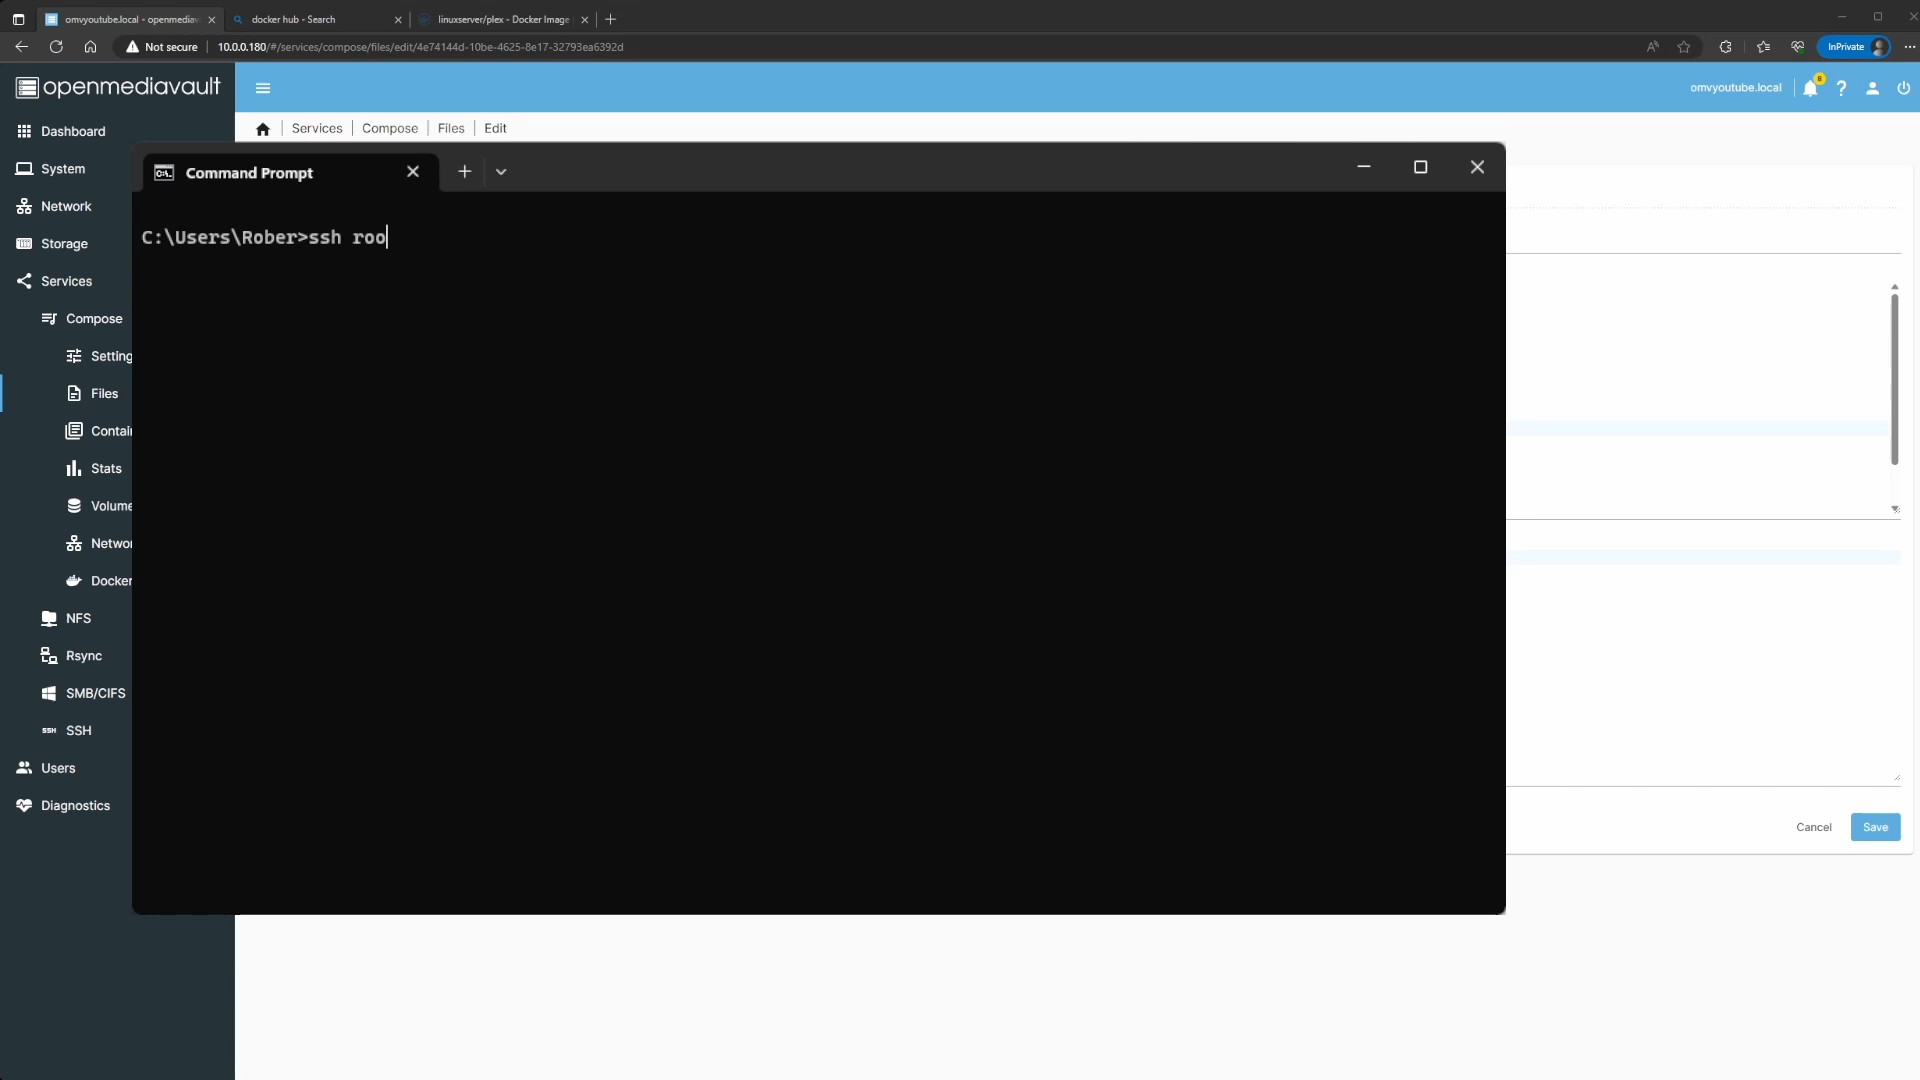 omvyoutube.local - openmediav
docker hub - Search
linuxserver/plex - Docker Image
Not secure
10.0.0.180/#/services/compose/files/edit/4e74144d-10be-4625-8e17-32793ea6392d
InPrivate
openmediavault
omvyoutube.local
8
?
Dashboard
Services
Compose
Files
Edit
System
Command Prompt
Network
C:\Users\Rober>ssh roo
Storage
Services
Compose
Setting
Files
Contai
Stats
Volume
Networ
Docker
NFS
Rsync
SMB/CIFS
SSH
SSH
Users
Diagnostics
Cancel
Save